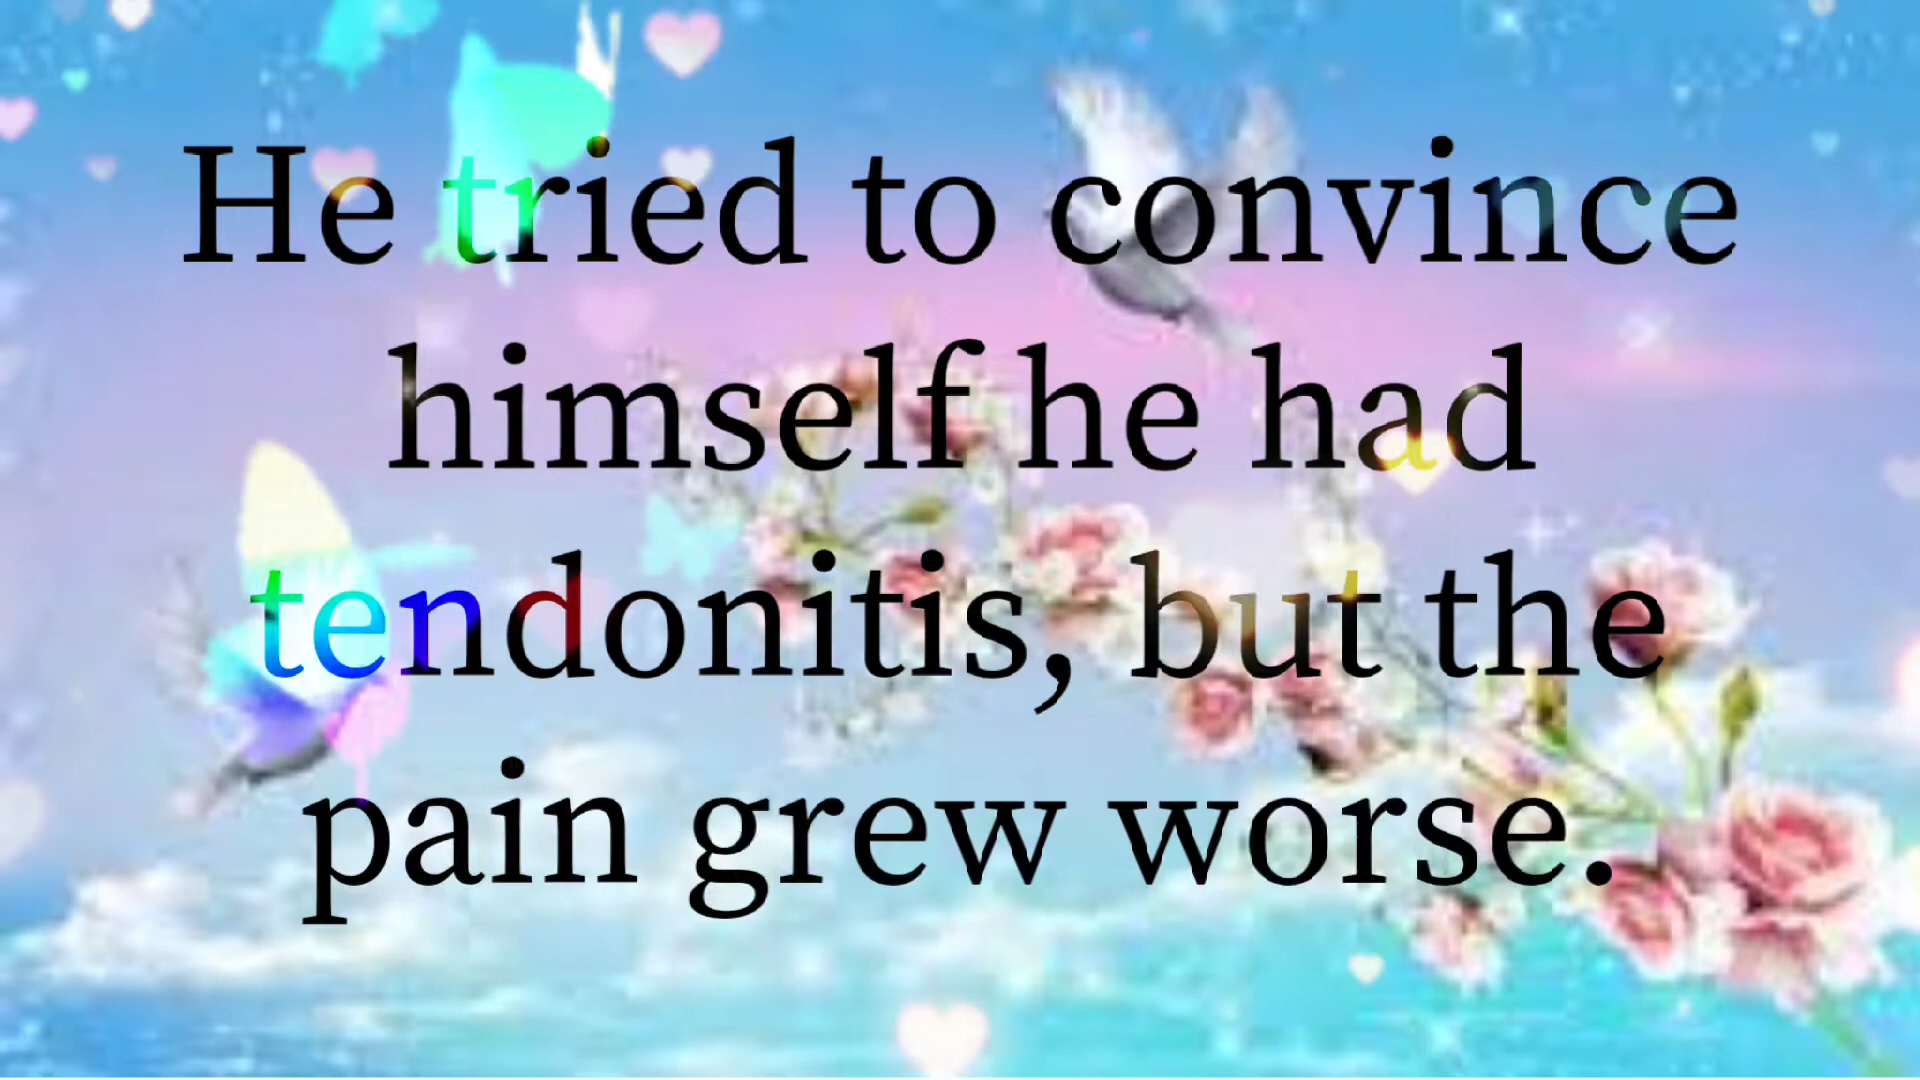 He tried to convince
himself he had
tendonitis, but the
pain grew worse.